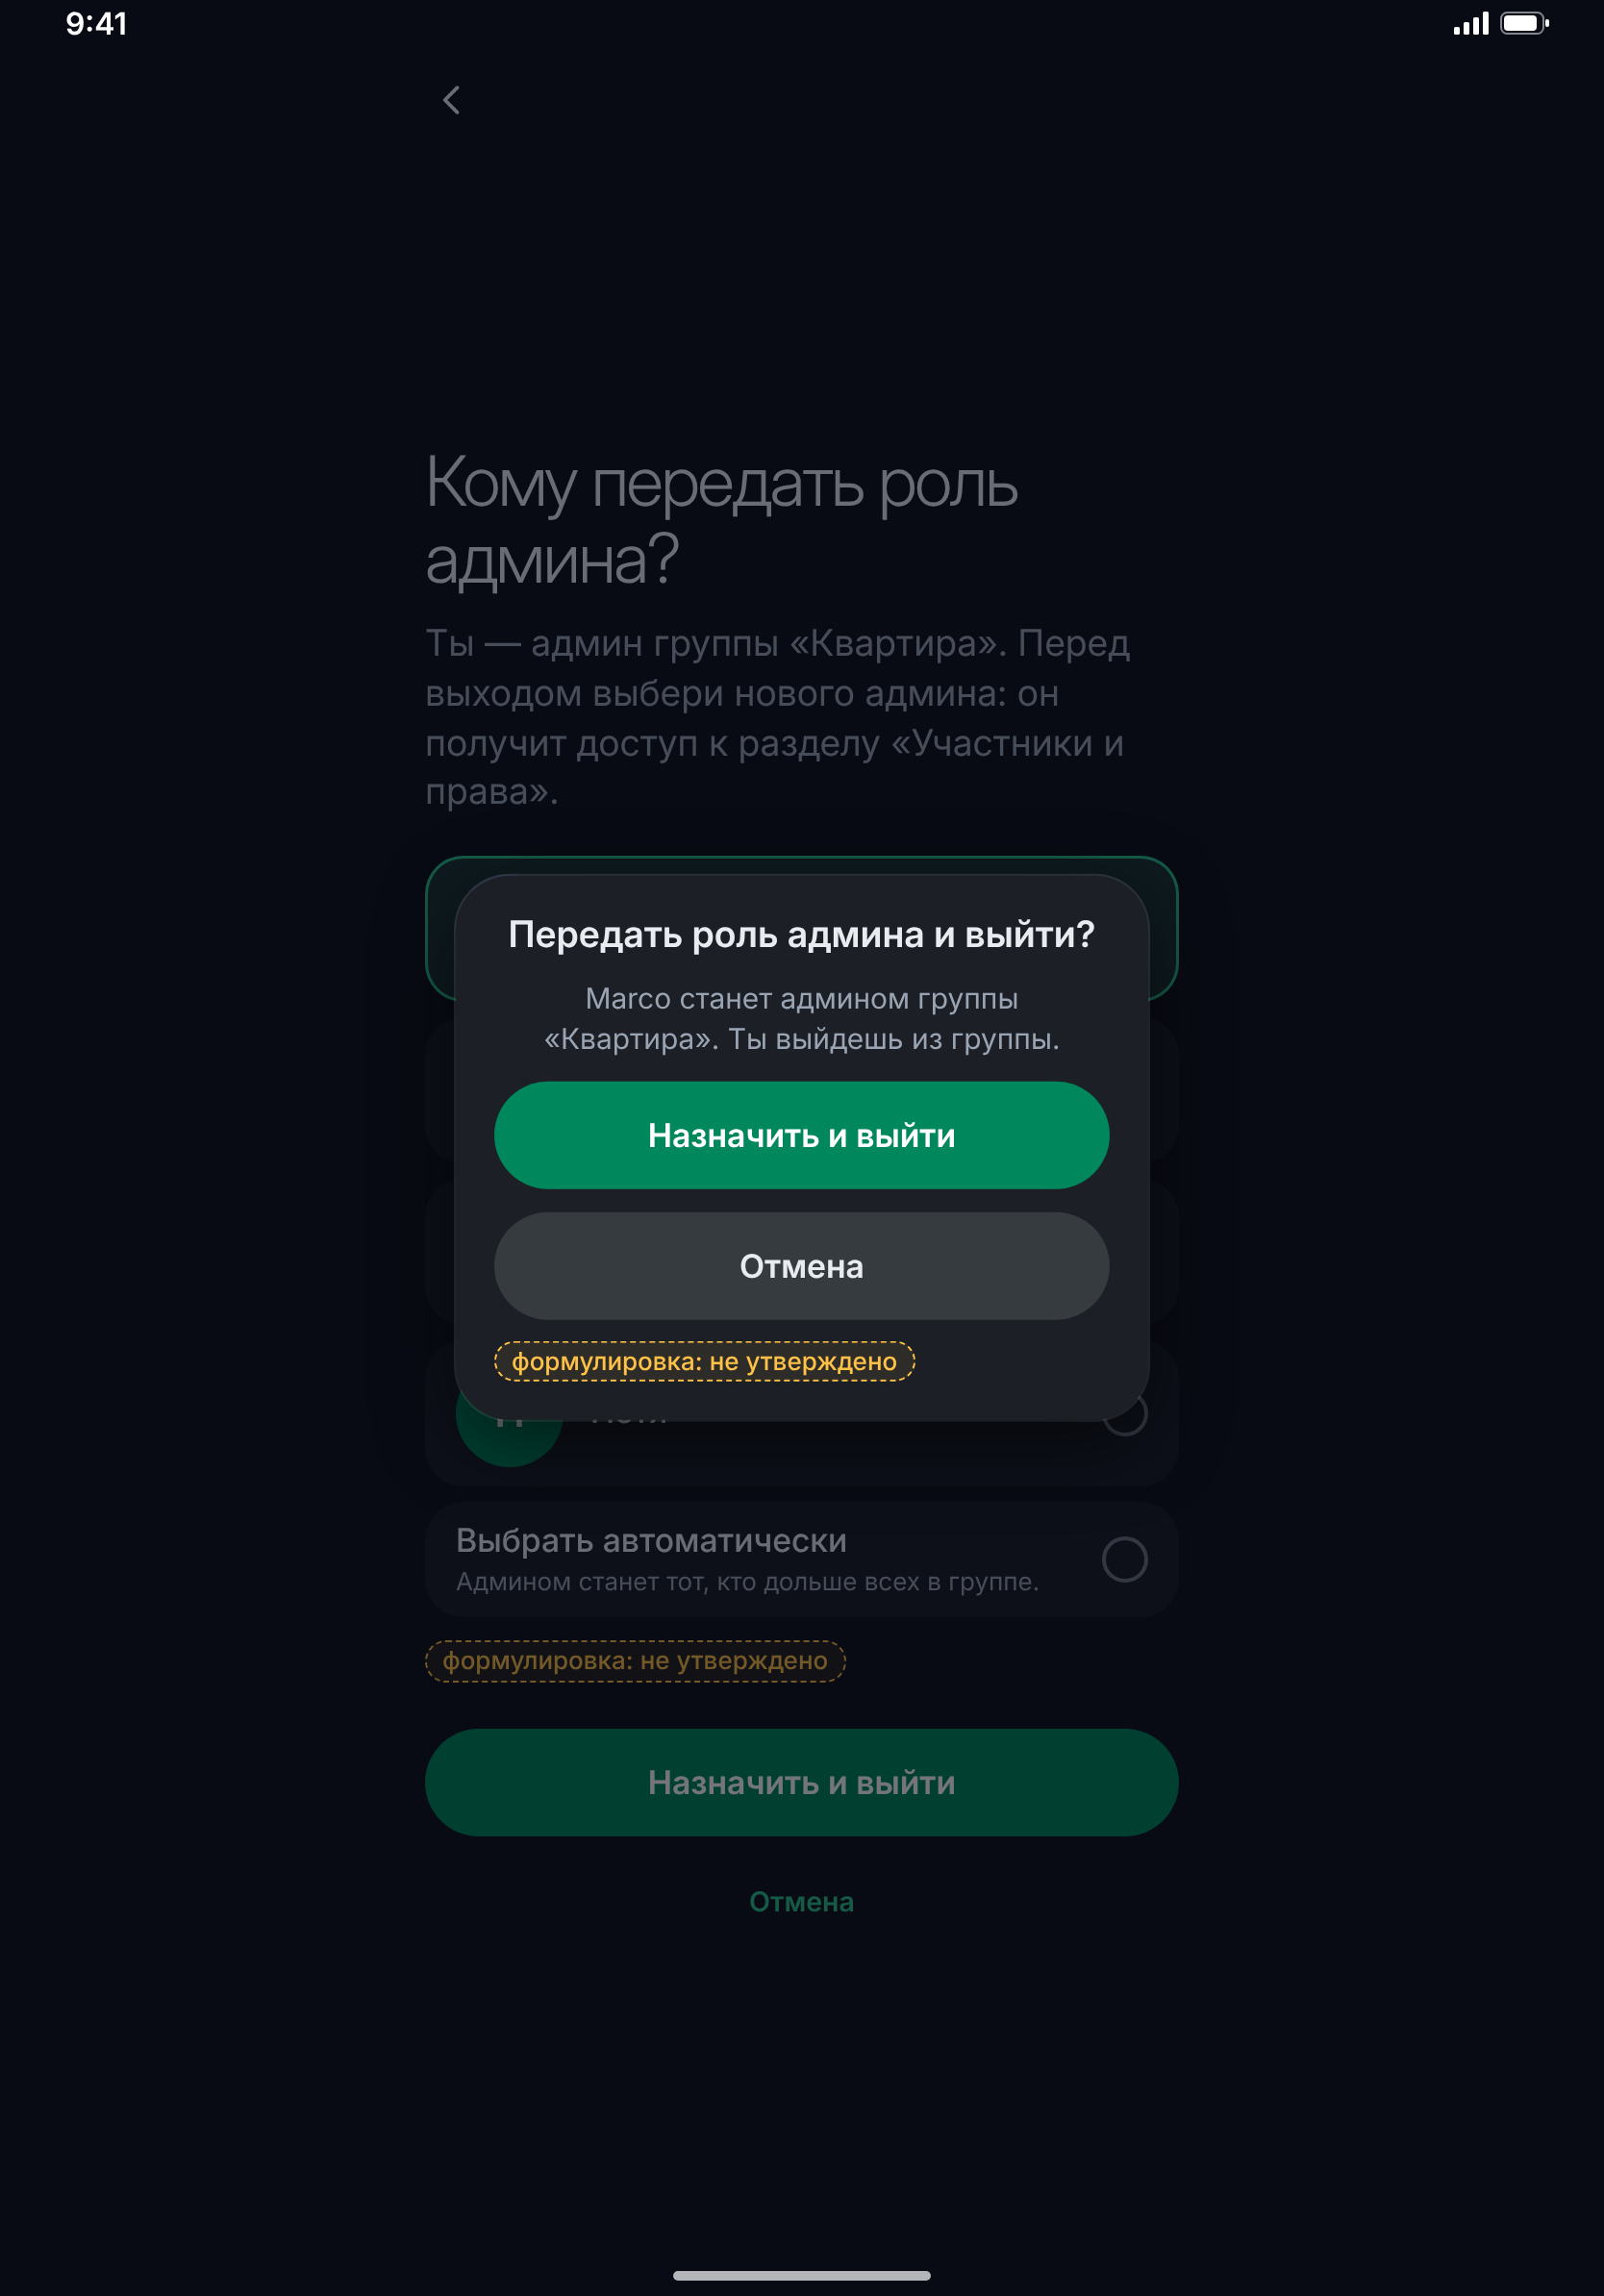 9:41
Кому передать роль
админа?
Ты — админ группы «Квартира». Перед
выходом выбери нового админа: он
получит доступ к разделу «Участники и
права».
Передать роль админа и выйти?
Marco станет админом группы
«Квартира». Ты выйдешь из группы.
Назначить и выйти
Отмена
формулировка: не утверждено
Выбрать автоматически
Админом станет тот, кто дольше всех в группе.
формулировка: не утверждено
Назначить и выйти
Отмена